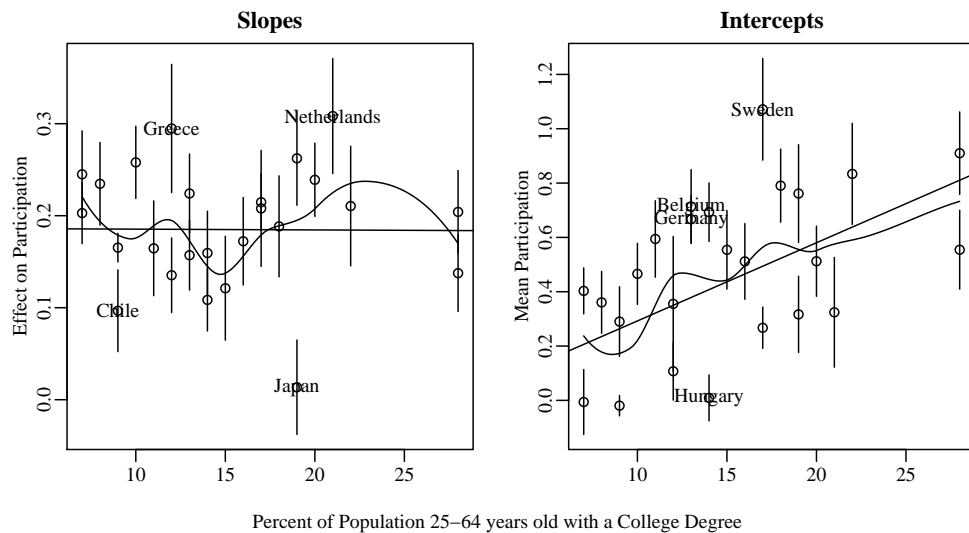 Slopes
Effect on Participation
0.3
0.2
0.1
0.0
Greece
Netherlands
Chile
Japan
10
15
20
25
Intercepts
Mean Participation
1.2
1.0
0.8
0.6
0.4
0.2
0.0
Sweden
Belgium
Germany
Hungary
10
15
20
25
Percent of Population 25−64 years old with a College Degree